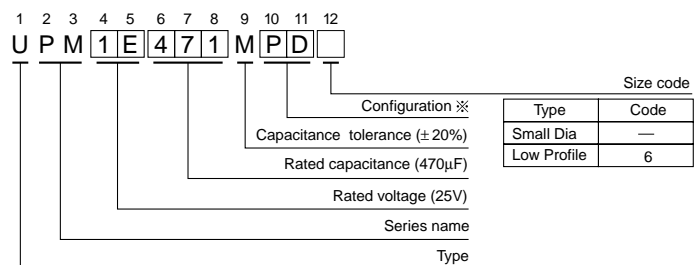 1 2 3 4 5 6 7 8 9 10 11 12
U P M 1 E 4 7 1 M P D
Size code
Configuration ※
Type Code
Capacitance tolerance (± 20%)
Small Dia —
Rated capacitance (470µF)
Low Profile 6
Rated voltage (25V)
Series name
Type